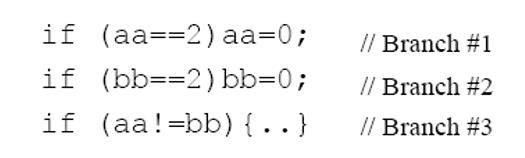 if (aa==2)aa=0; // Branch #1
if (bb==2)bb=0; // Branch #2
if (aa!=bb){..} // Branch #3